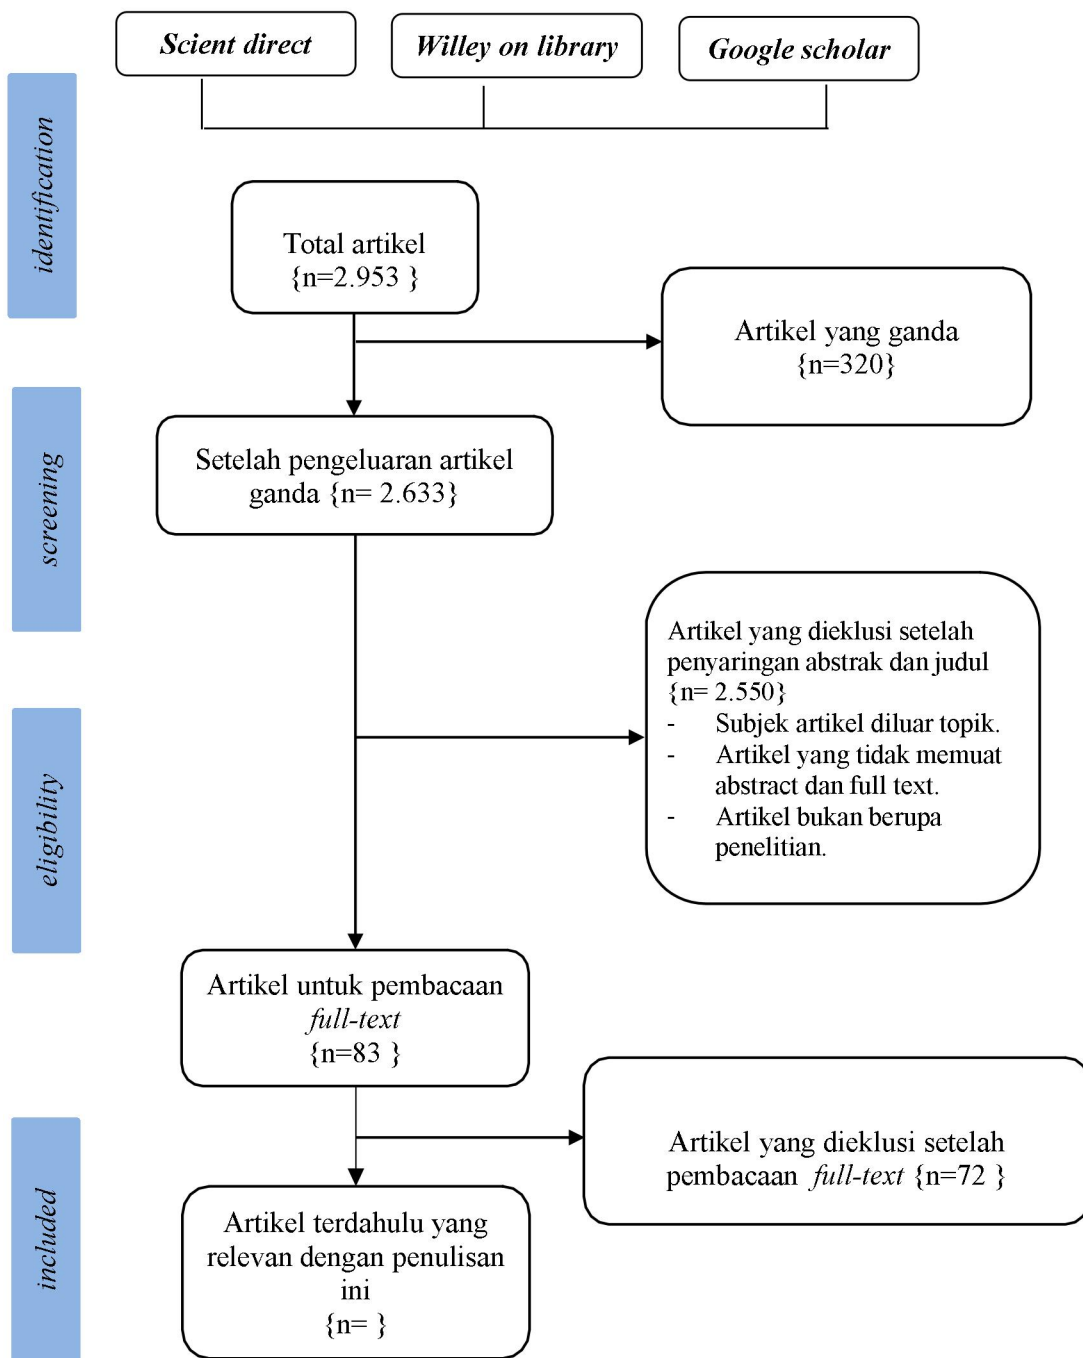 Scient direct
Willey on library
Google scholar
identification
Total artikel
{n=2.953 }
Artikel yang ganda
{n=320}
screening
Setelah pengeluaran artikel
ganda {n= 2.633}
Artikel yang dieklusi setelah
penyaringan abstrak dan judul
{n= 2.550}
- Subjek artikel diluar topik.
- Artikel yang tidak memuat
abstract dan full text.
- Artikel bukan berupa
penelitian.
eligibility
Artikel untuk pembacaan
full-text
{n=83 }
Artikel yang dieklusi setelah
pembacaan full-text {n=72 }
included
Artikel terdahulu yang
relevan dengan penulisan
ini
{n= }